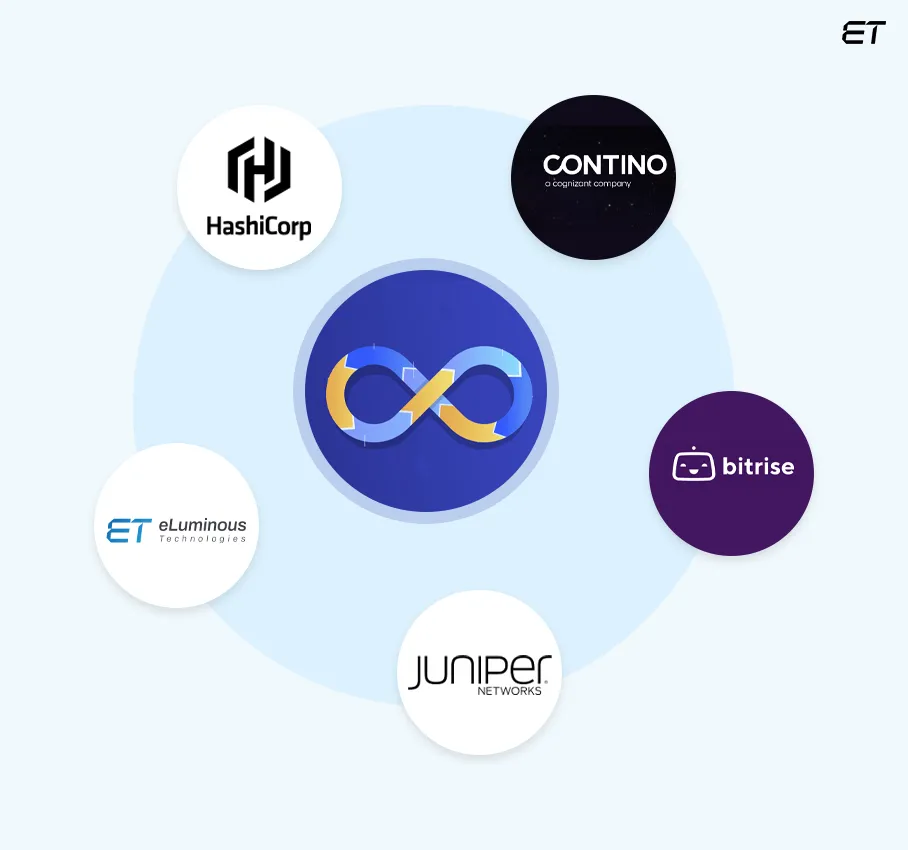 ET
HashiCorp
CONTINO
a cognizant company
bitrise
ET eLuminous
Technologies
JUNIPEr
NETWORKS